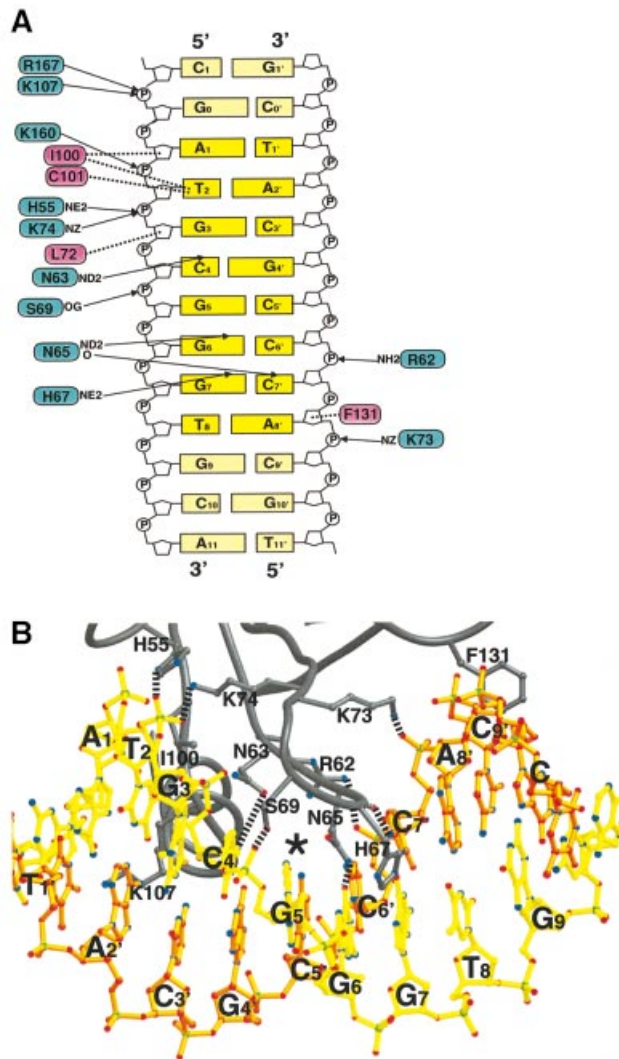 A
5’ 3’
R167
K107
C1 G1'
P P
G0 C0'
P P
K160
A1 T1'
I100
P P
C101
T2 A2'
H55 NE2 P P
K74 NZ
G3 C3'
L72
P P
N63 ND2
C4 G4'
S69 OG P P
G5 C5'
P P
ND2
N65 G6 C6'
O
P P NH2 R62
H67 NE2 G7 C7'
P P
F131
T8 A8'
P P NZ K73
G9 C9'
P P
C10 G10'
P P
A11 T11'
3’ 5’
B
H55
F131
K74
K73
A1 T2
C9'
A8'
N63 R62
I100
G3
S69
N65
C7
C
C4
*
H67
T1'
K107
C6'
G5
G9
A2'
C5'
T8
C3' G4' G6 G7